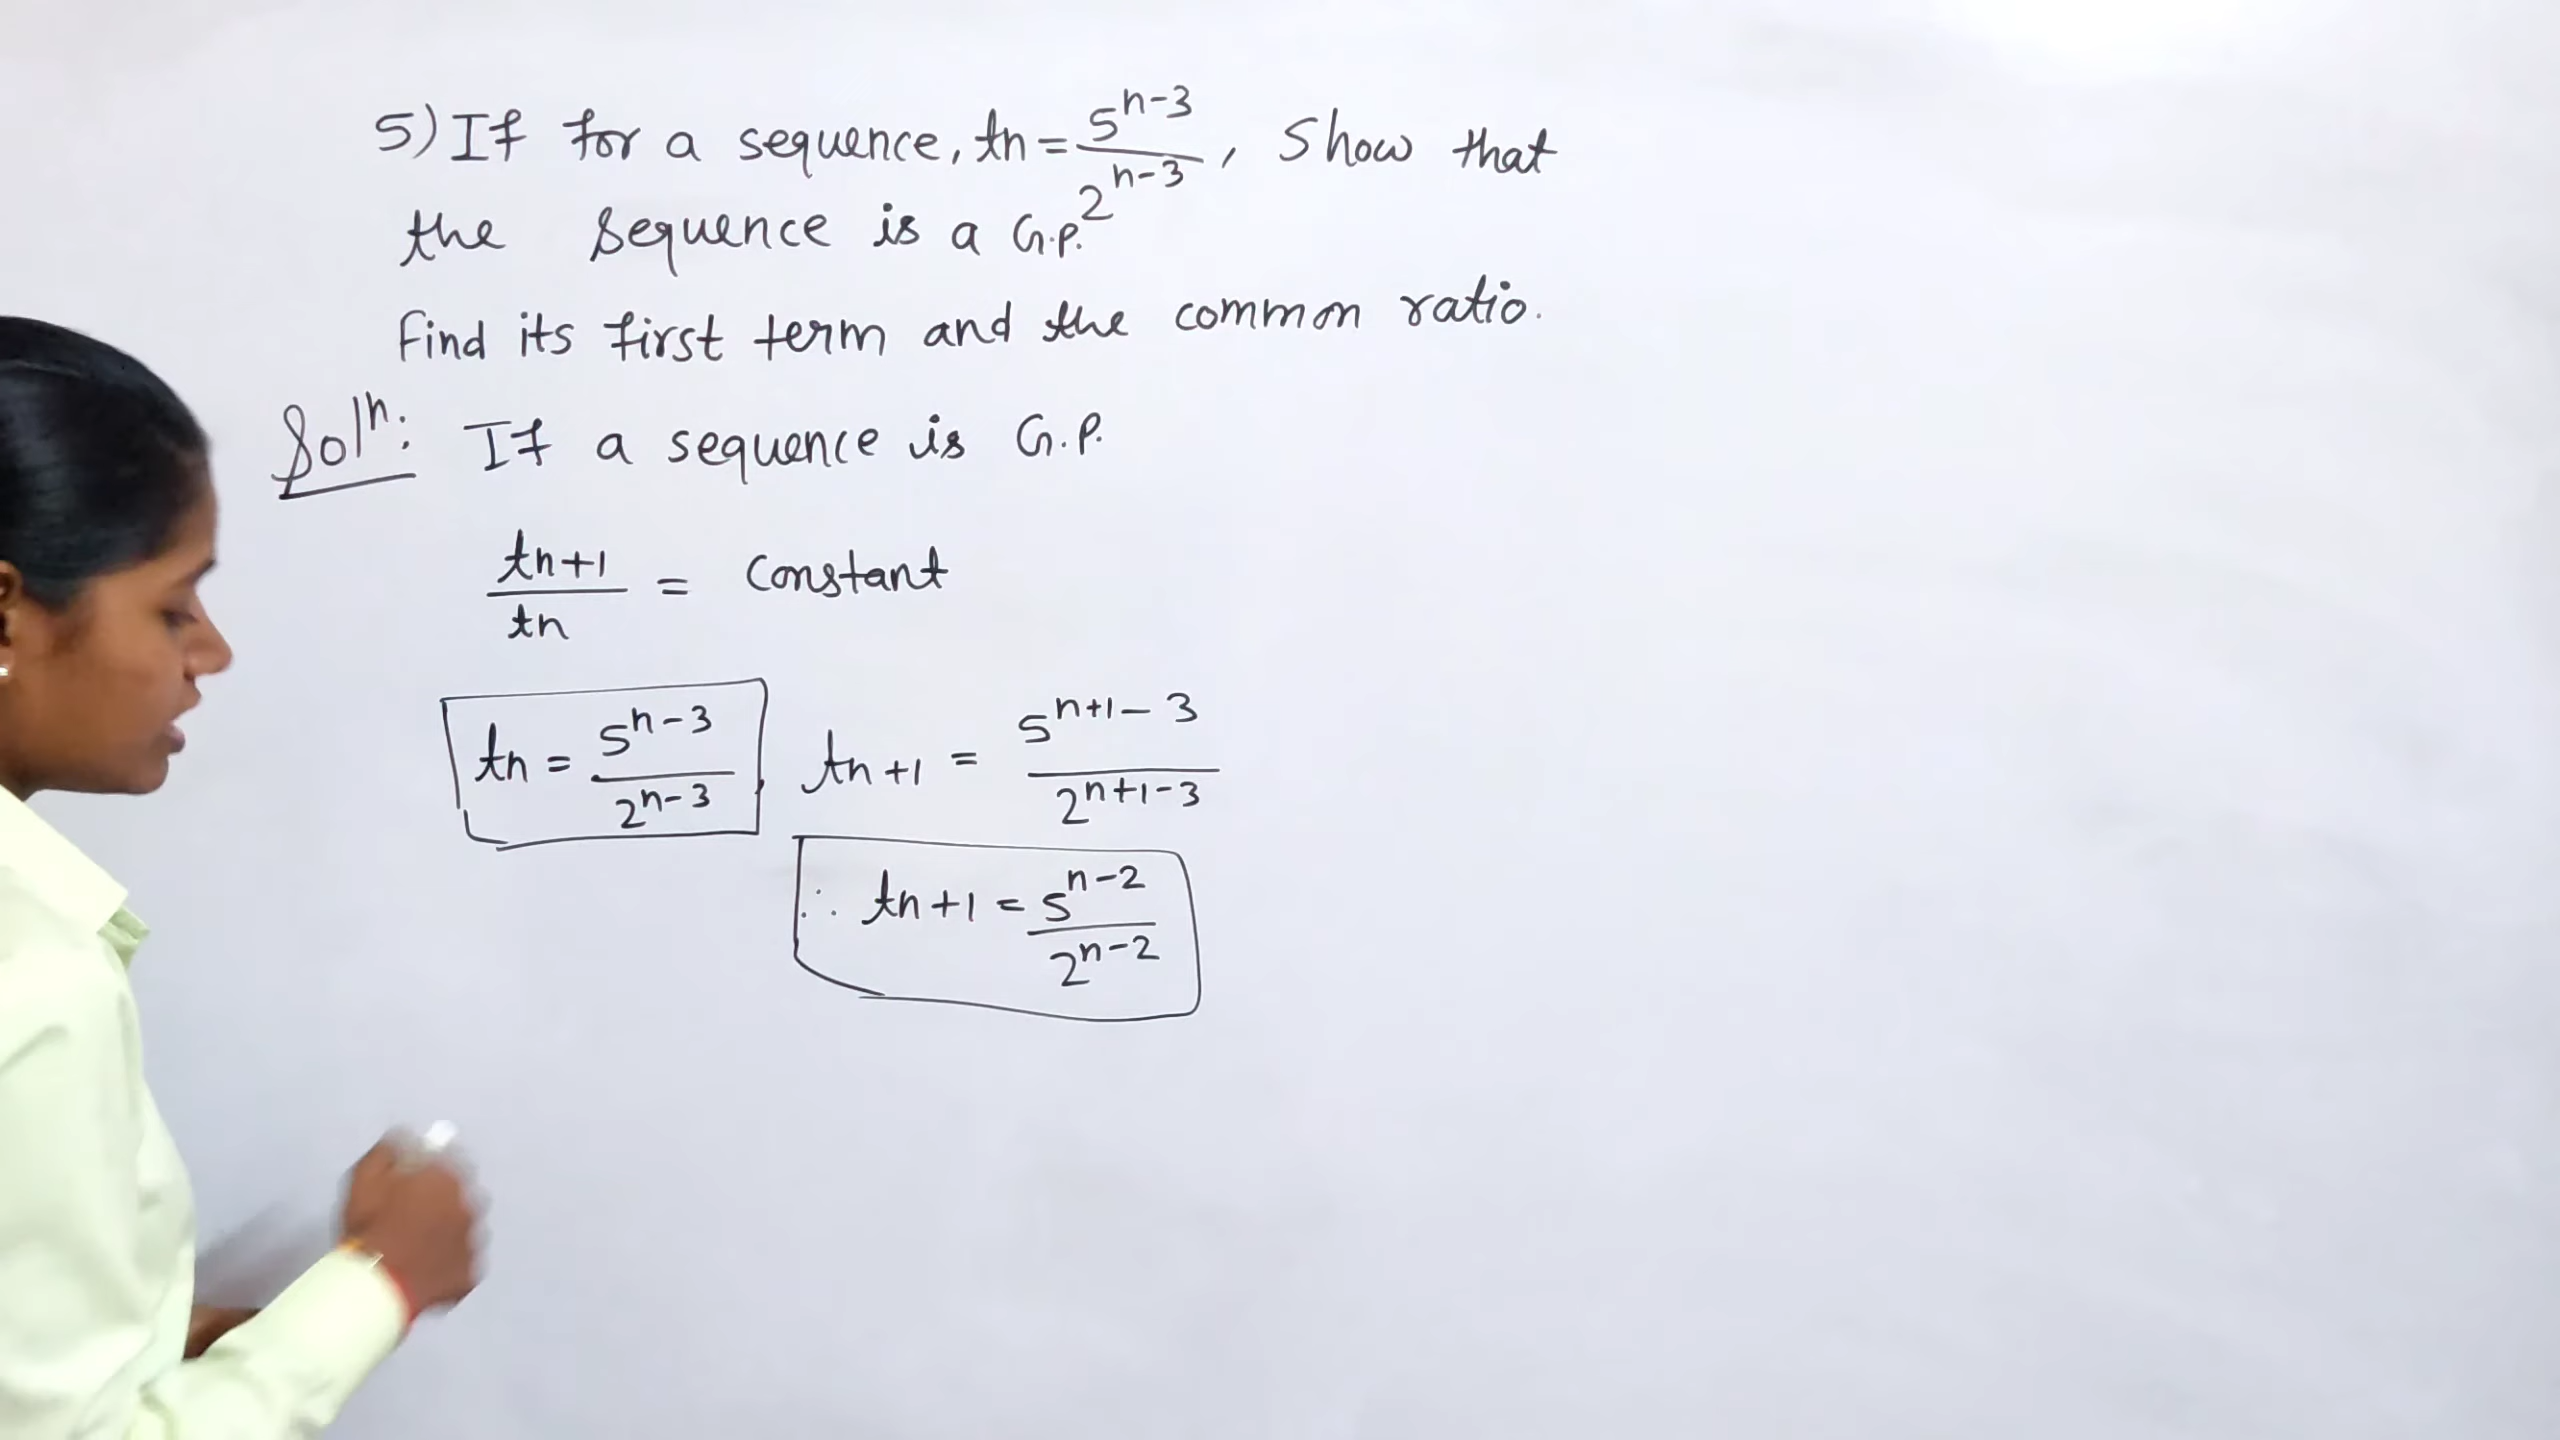 5) If for a sequence, tn = 5^(n-3) / 2^(n-3), Show that
the sequence is a G.P.
Find its first term and the common ratio.
Solⁿ: If a sequence is G.P.
tn+1 / tn = constant
tn = 5^(n-3) / 2^(n-3), tn+1 = 5^(n+1-3) / 2^(n+1-3)
∴ tn+1 = 5^(n-2) / 2^(n-2)